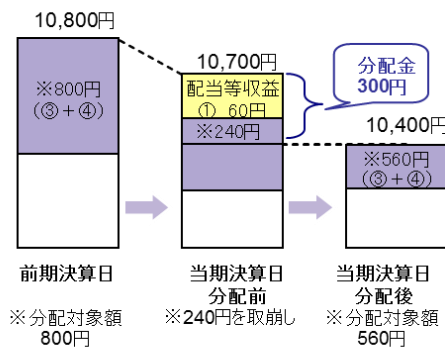 10,800円
※800円
(③+④)
10,700円
配当等収益
① 60円
※240円
分配金
300円
10,400円
※560円
(③+④)
前期決算日
当期決算日
分配前
当期決算日
分配後
※分配対象額
800円
※240円を取崩し
※分配対象額
560円